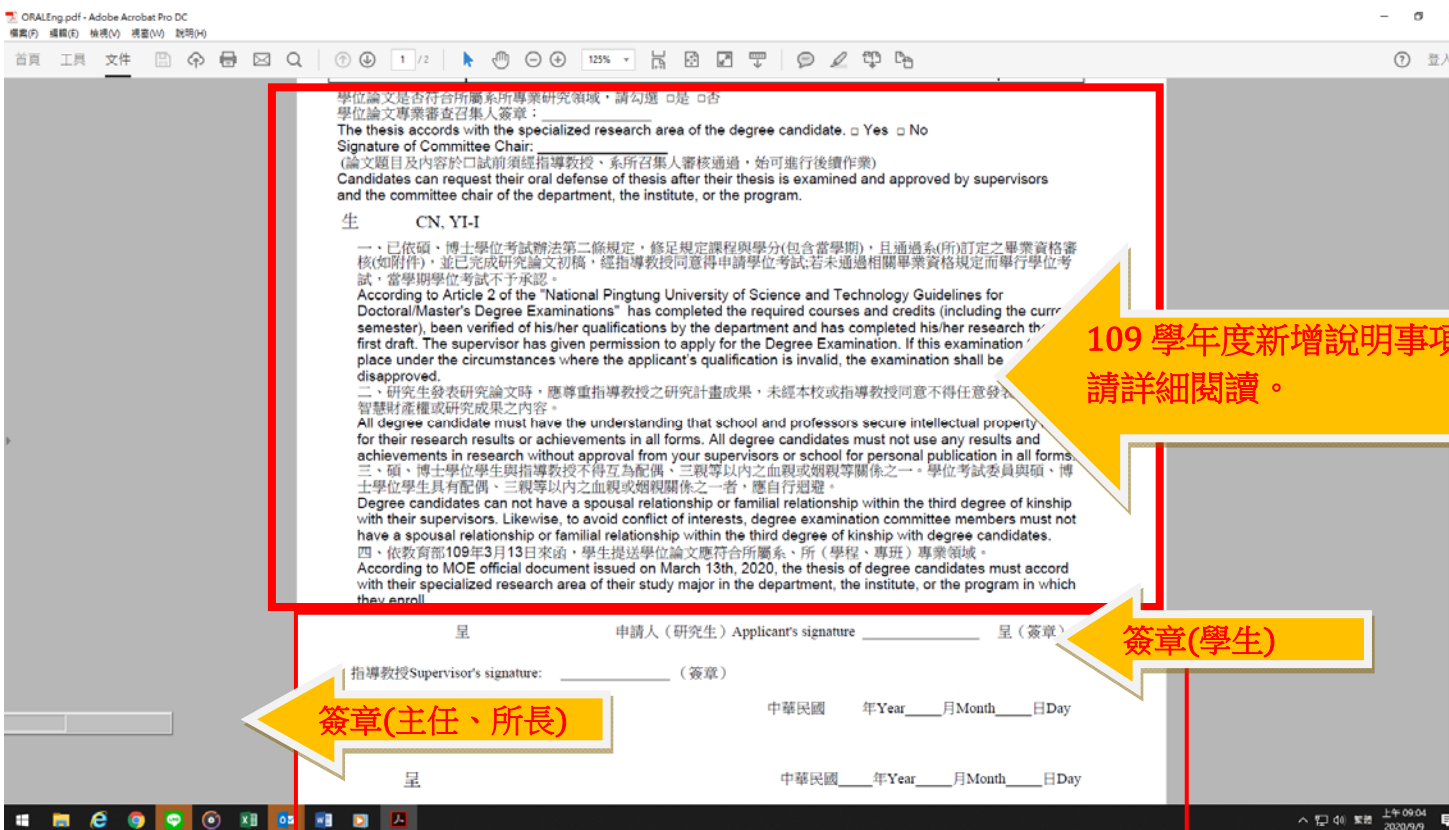 ORALEng.pdf - Adobe Acrobat Pro DC
檔案(F) 編輯(E) 檢視(V) 視窗(W) 說明(H)
首頁 工具 文件 1 /2 125% 登入
學位論文是否符合所屬系所專業研究領域，請勾選 □是 □否
學位論文專業審查召集人簽章：
The thesis accords with the specialized research area of the degree candidate. □ Yes □ No
Signature of Committee Chair:
(論文題目及內容於口試前須經指導教授、系所召集人審核通過，始可進行後續作業)
Candidates can request their oral defense of thesis after their thesis is examined and approved by supervisors
and the committee chair of the department, the institute, or the program.
生 CN, YI-I
一、已依碩、博士學位考試辦法第二條規定，修足規定課程與學分(包含當學期)，且通過系(所)訂定之畢業資格審
核(如附件)，並已完成研究論文初稿，經指導教授同意得申請學位考試;若未通過相關畢業資格規定而舉行學位考
試，當學期學位考試不予承認。
According to Article 2 of the "National Pingtung University of Science and Technology Guidelines for
Doctoral/Master's Degree Examinations" has completed the required courses and credits (including the curre
semester), been verified of his/her qualifications by the department and has completed his/her research the
first draft. The supervisor has given permission to apply for the Degree Examination. If this examination
place under the circumstances where the applicant's qualification is invalid, the examination shall be
disapproved.
二、研究生發表研究論文時，應尊重指導教授之研究計畫成果，未經本校或指導教授同意不得任意發表
智慧財產權或研究成果之內容。
All degree candidate must have the understanding that school and professors secure intellectual property
for their research results or achievements in all forms. All degree candidates must not use any results and
achievements in research without approval from your supervisors or school for personal publication in all forms.
三、碩、博士學位學生與指導教授不得互為配偶、三親等以內之血親或姻親等關係之一。學位考試委員與碩、博
士學位學生具有配偶、三親等以內之血親或姻親關係之一者，應自行迴避。
Degree candidates can not have a spousal relationship or familial relationship within the third degree of kinship
with their supervisors. Likewise, to avoid conflict of interests, degree examination committee members must not
have a spousal relationship or familial relationship within the third degree of kinship with degree candidates.
四、依教育部109年3月13日來函，學生提送學位論文應符合所屬系、所（學程、專班）專業領域。
According to MOE official document issued on March 13th, 2020, the thesis of degree candidates must accord
with their specialized research area of their study major in the department, the institute, or the program in which
they enroll
109 學年度新增說明事項
請詳細閱讀。
呈 申請人（研究生）Applicant's signature ______ 呈（簽章）
簽章(學生)
指導教授Supervisor's signature: ______（簽章）
簽章(主任、所長)
中華民國 年Year____月Month____日Day
呈 中華民國____年Year____月Month____日Day
繁體 上午 09:04
2020/9/9